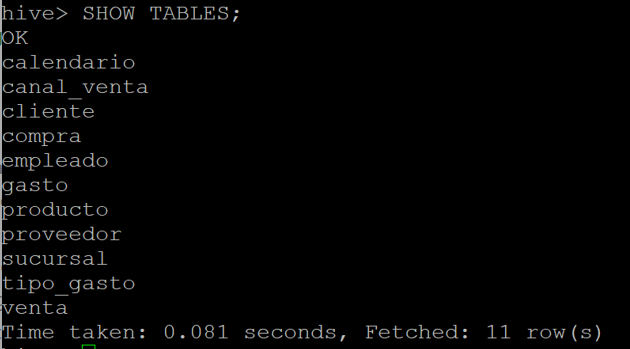 hive> SHOW TABLES;
OK
calendario
canal_venta
cliente
compra
empleado
gasto
producto
proveedor
sucursal
tipo_gasto
venta
Time taken: 0.081 seconds, Fetched: 11 row(s)